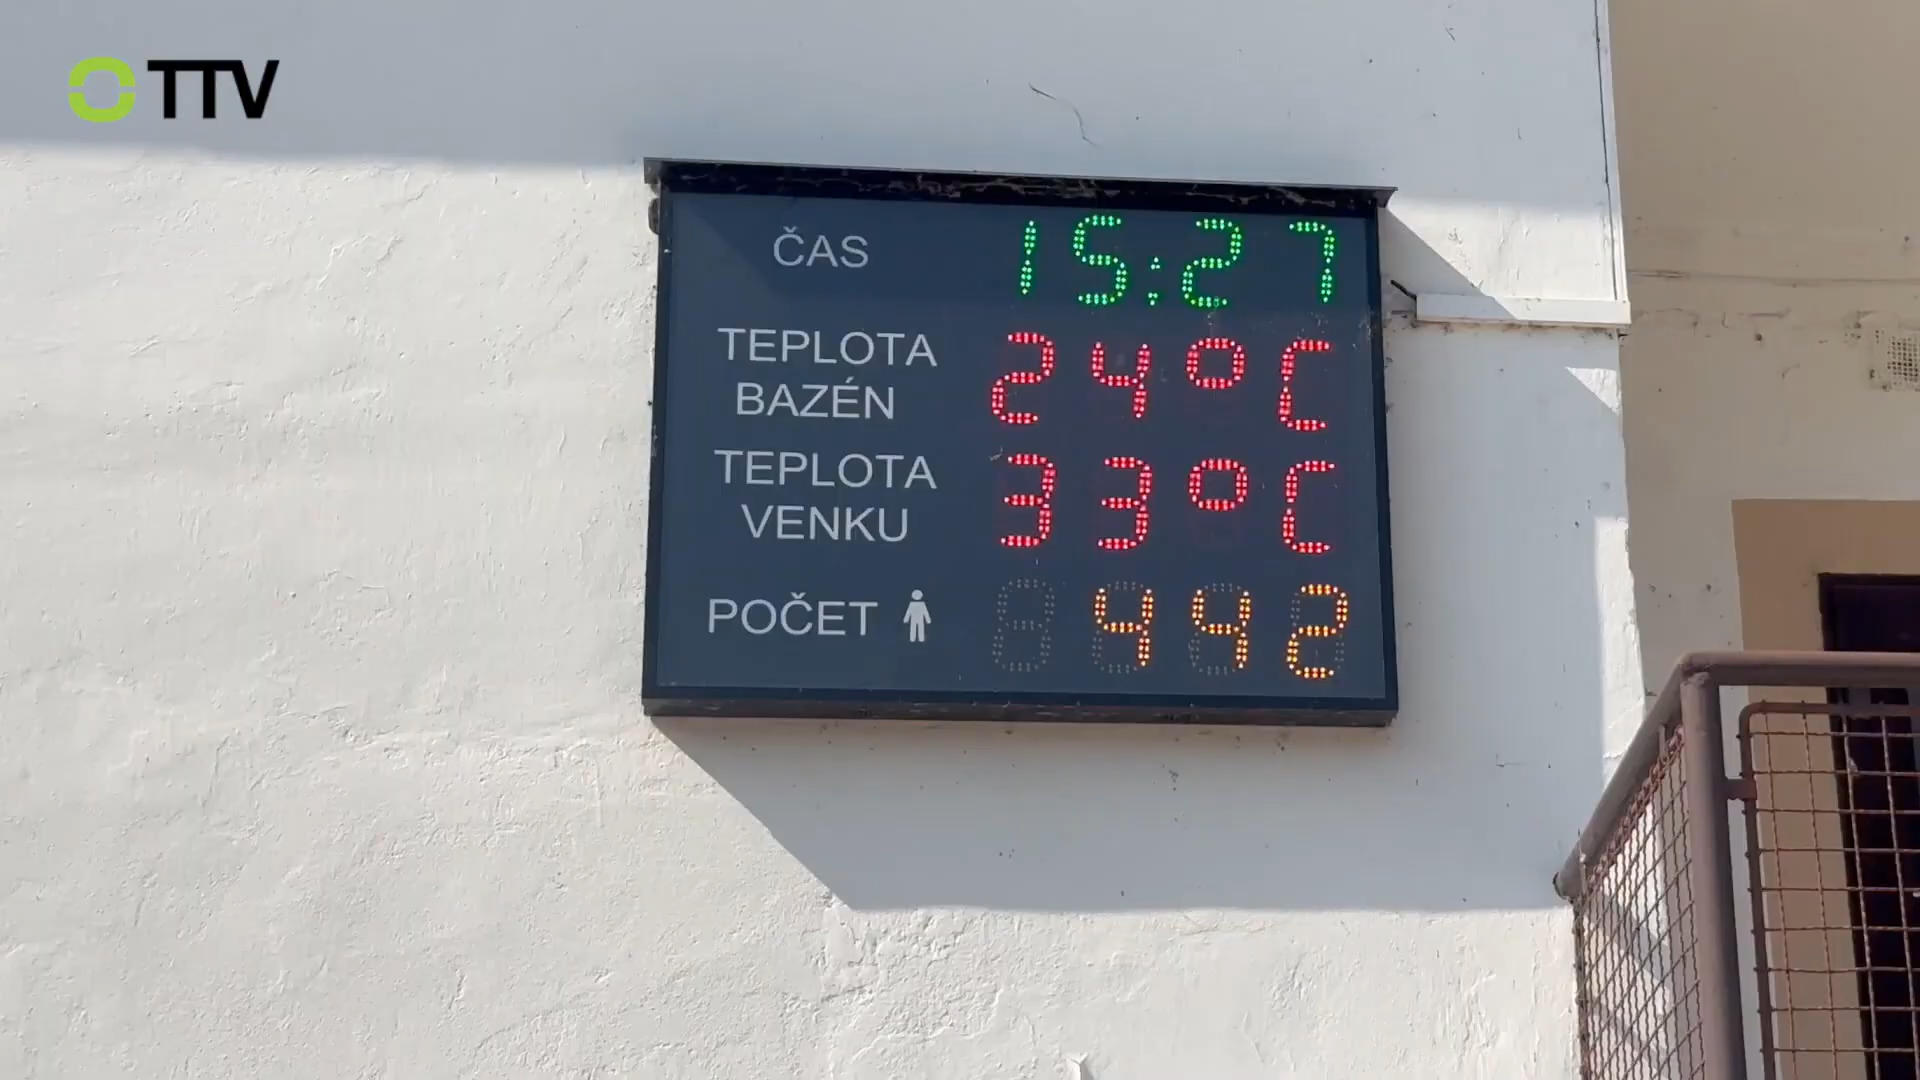 TTV
ČAS 15:27
TEPLOTA
BAZÉN 24°C
TEPLOTA
VENKU 33°C
POČET 442